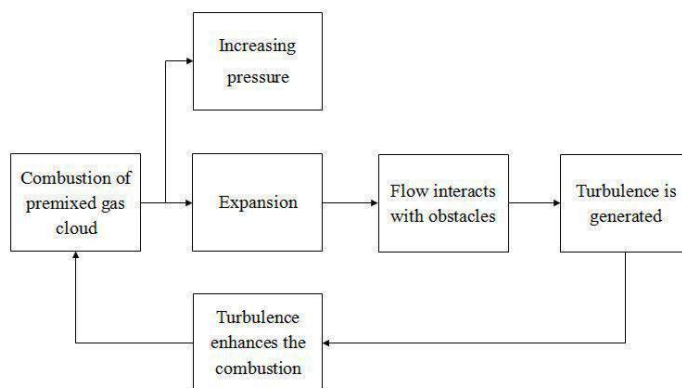 Increasing
pressure
Combustion of
premixed gas
cloud
Expansion
Flow interacts
with obstacles
Turbulence is
generated
Turbulence
enhances the
combustion